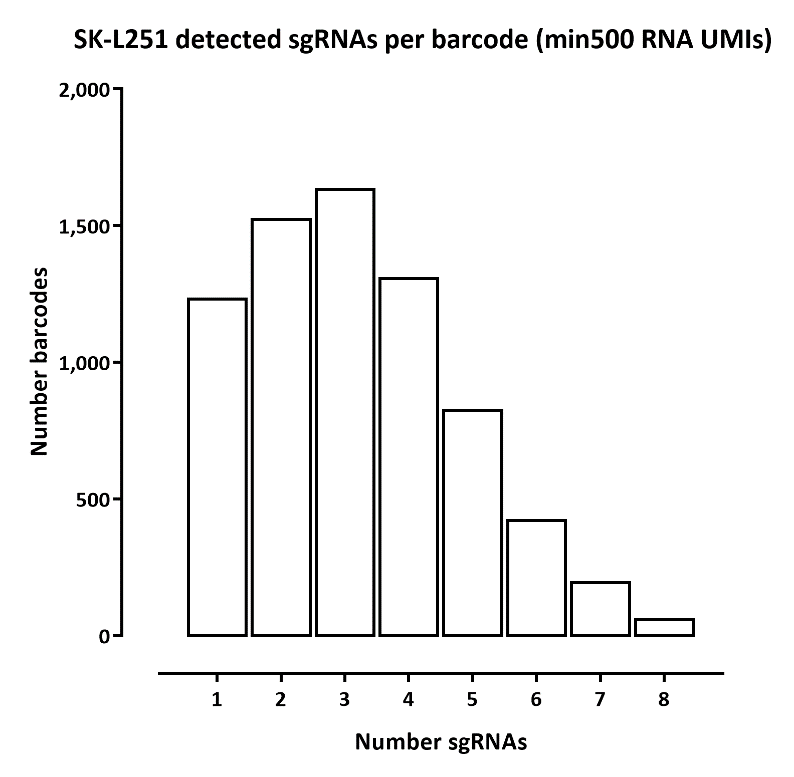 SK-L251 detected sgRNAs per barcode (min500 RNA UMIs)
2,000
1,500
1,000
500
0
Number barcodes
1 2 3 4 5 6 7 8
Number sgRNAs